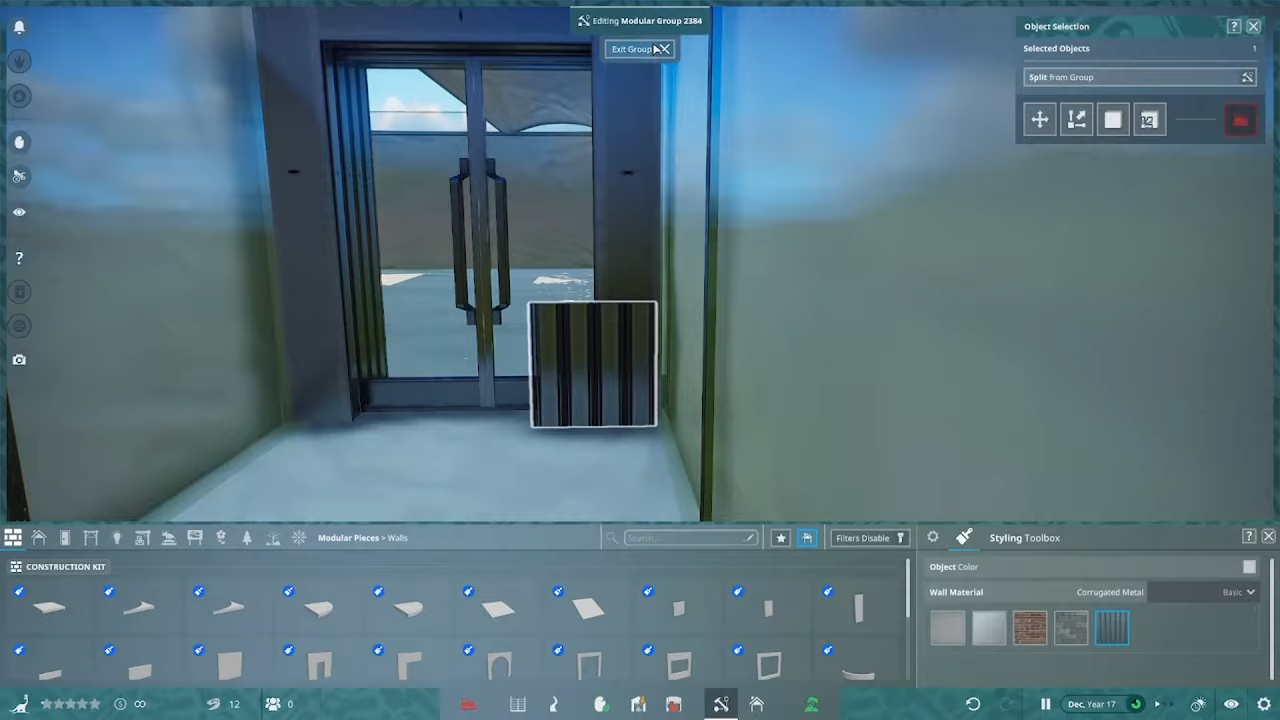 Editing Modular Group 2384
Exit Group
Object Selection
?
Selected Objects 1
Split from Group
?
Modular Pieces > Walls
Search...
Filters Disable
Styling Toolbox
?
CONSTRUCTION KIT
Object Color
Wall Material Corrugated Metal Basic
12
0
Dec, Year 17